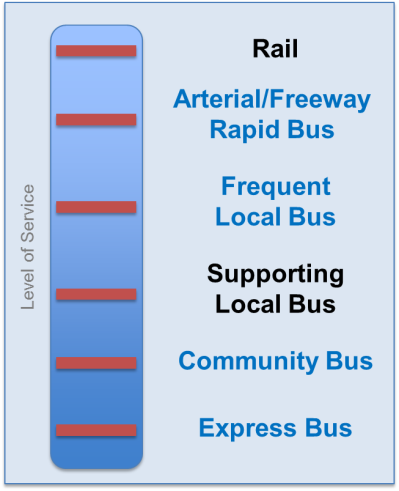 Level of Service
Rail
Arterial/Freeway
Rapid Bus
Frequent
Local Bus
Supporting
Local Bus
Community Bus
Express Bus